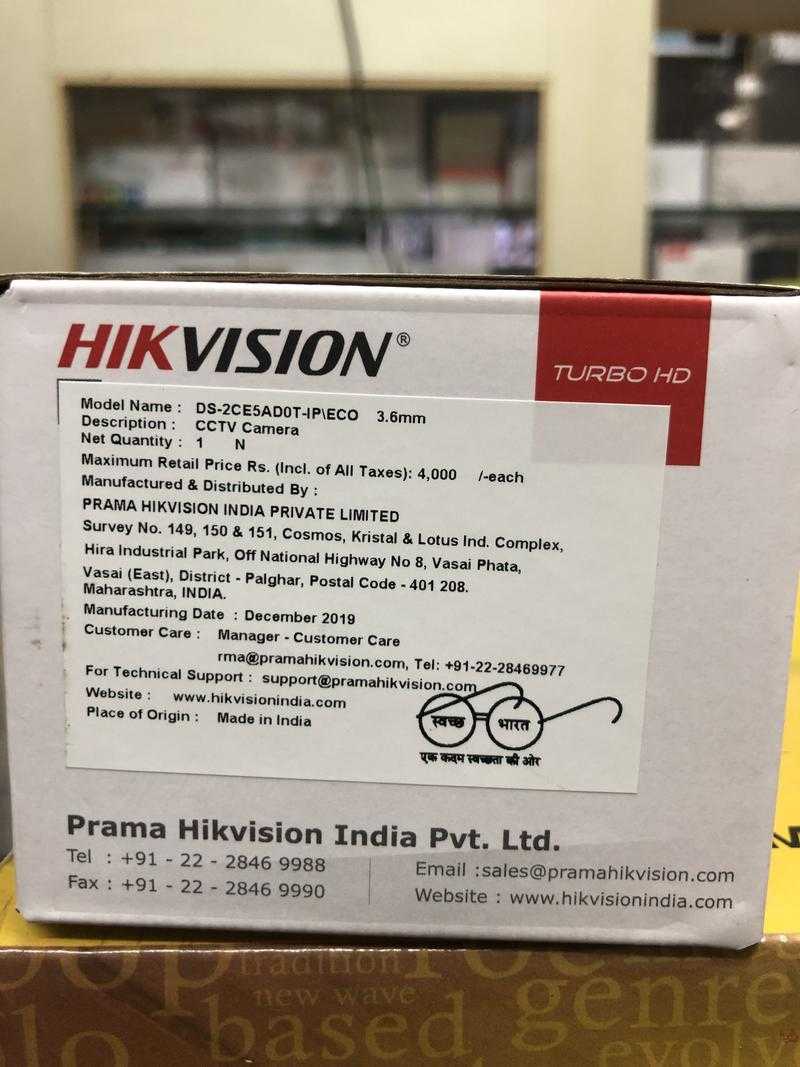 HIKVISION®
TURBO HD
Model Name : DS-2CE5AD0T-IP\ECO 3.6mm
Description : CCTV Camera
Net Quantity : 1 N
Maximum Retail Price Rs. (Incl. of All Taxes): 4,000 /-each
Manufactured & Distributed By :
PRAMA HIKVISION INDIA PRIVATE LIMITED
Survey No. 149, 150 & 151, Cosmos, Kristal & Lotus Ind. Complex,
Hira Industrial Park, Off National Highway No 8, Vasai Phata,
Vasai (East), District - Palghar, Postal Code - 401 208.
Maharashtra, INDIA.
Manufacturing Date : December 2019
Customer Care : Manager - Customer Care
rma@pramahikvision.com, Tel: +91-22-28469977
For Technical Support : support@pramahikvision.com
Website : www.hikvisionindia.com
Place of Origin : Made in India
स्वच्छ भारत
एक कदम स्वच्छता की ओर
Prama Hikvision India Pvt. Ltd.
Tel : +91 - 22 - 2846 9988
Fax : +91 - 22 - 2846 9990
Email :sales@pramahikvision.com
Website : www.hikvisionindia.com
tradition
new wave
based
genre